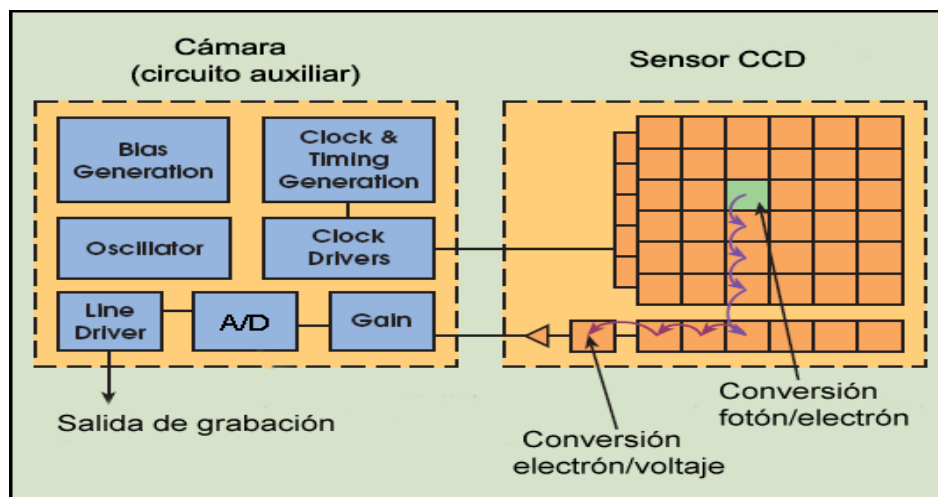 Cámara
(circuito auxiliar)
Sensor CCD
Bias
Generation
Clock &
Timing
Generation
Oscillator
Clock
Drivers
Line
Driver
A/D
Gain
Salida de grabación
Conversión
electrón/voltaje
Conversión
fotón/electrón